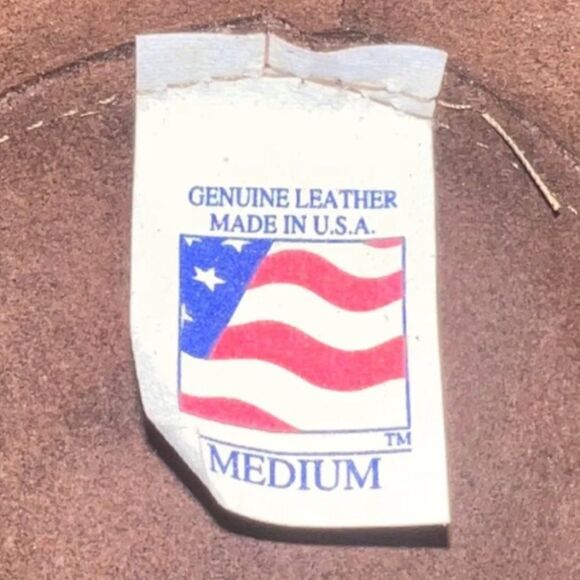 GENUINE LEATHER
MADE IN U.S.A.
TM
MEDIUM